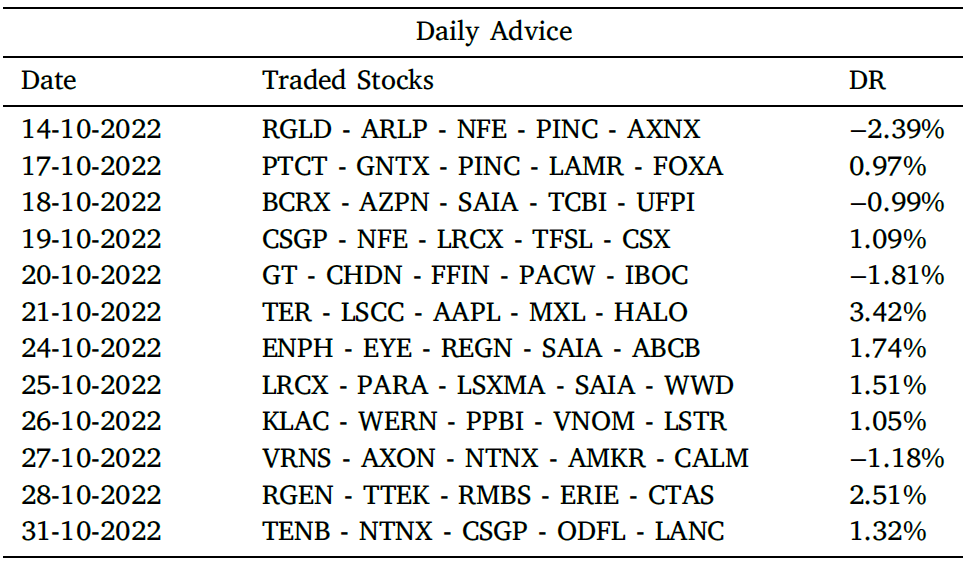 Daily Advice
Date Traded Stocks DR
14-10-2022 RGLD - ARLP - NFE - PINC - AXNX −2.39%
17-10-2022 PTCT - GNTX - PINC - LAMR - FOXA 0.97%
18-10-2022 BCRX - AZPN - SAIA - TCBI - UFPI −0.99%
19-10-2022 CSGP - NFE - LRCX - TFSL - CSX 1.09%
20-10-2022 GT - CHDN - FFIN - PACW - IBOC −1.81%
21-10-2022 TER - LSCC - AAPL - MXL - HALO 3.42%
24-10-2022 ENPH - EYE - REGN - SAIA - ABCB 1.74%
25-10-2022 LRCX - PARA - LSXMA - SAIA - WWD 1.51%
26-10-2022 KLAC - WERN - PPBI - VNOM - LSTR 1.05%
27-10-2022 VRNS - AXON - NTNX - AMKR - CALM −1.18%
28-10-2022 RGEN - TTEK - RMBS - ERIE - CTAS 2.51%
31-10-2022 TENB - NTNX - CSGP - ODFL - LANC 1.32%